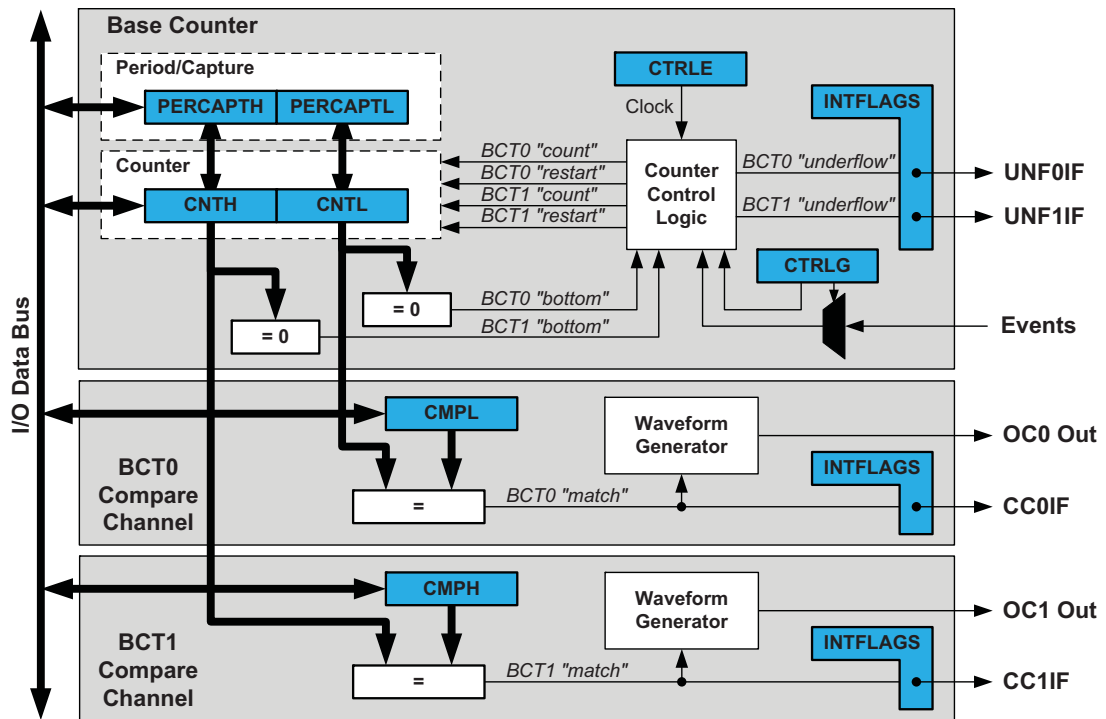 Base Counter
Period/Capture
PERCAPTH PERCAPTL
Counter
CNTH CNTL
CTRLE
Clock
Counter
Control
Logic
BCT0 "count"
BCT0 "restart"
BCT1 "count"
BCT1 "restart"
BCT0 "underflow"
BCT1 "underflow"
INTFLAGS
UNF0IF
UNF1IF
CTRLG
= 0
BCT0 "bottom"
= 0
BCT1 "bottom"
Events
I/O Data Bus
BCT0
Compare
Channel
CMPL
=
BCT0 "match"
Waveform
Generator
OC0 Out
INTFLAGS
CC0IF
BCT1
Compare
Channel
CMPH
=
BCT1 "match"
Waveform
Generator
OC1 Out
INTFLAGS
CC1IF